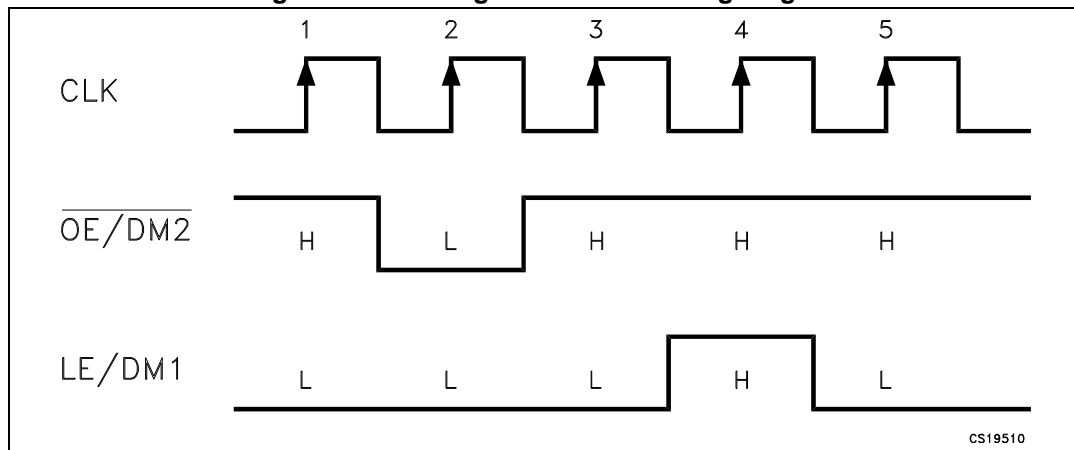 1 2 3 4 5
CLK
OE/DM2
H L H H H
LE/DM1
L L L H L
CS19510